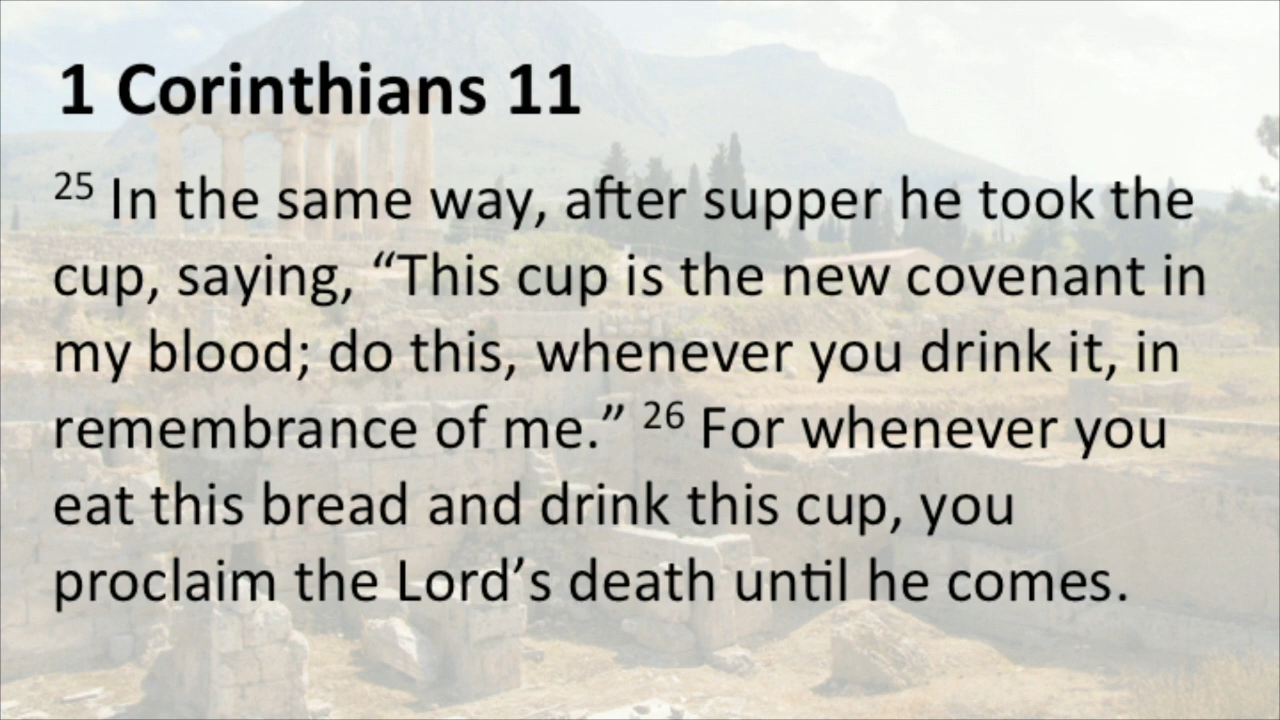 1 Corinthians 11
25 In the same way, after supper he took the
cup, saying, “This cup is the new covenant in
my blood; do this, whenever you drink it, in
remembrance of me.” 26 For whenever you
eat this bread and drink this cup, you
proclaim the Lord’s death until he comes.